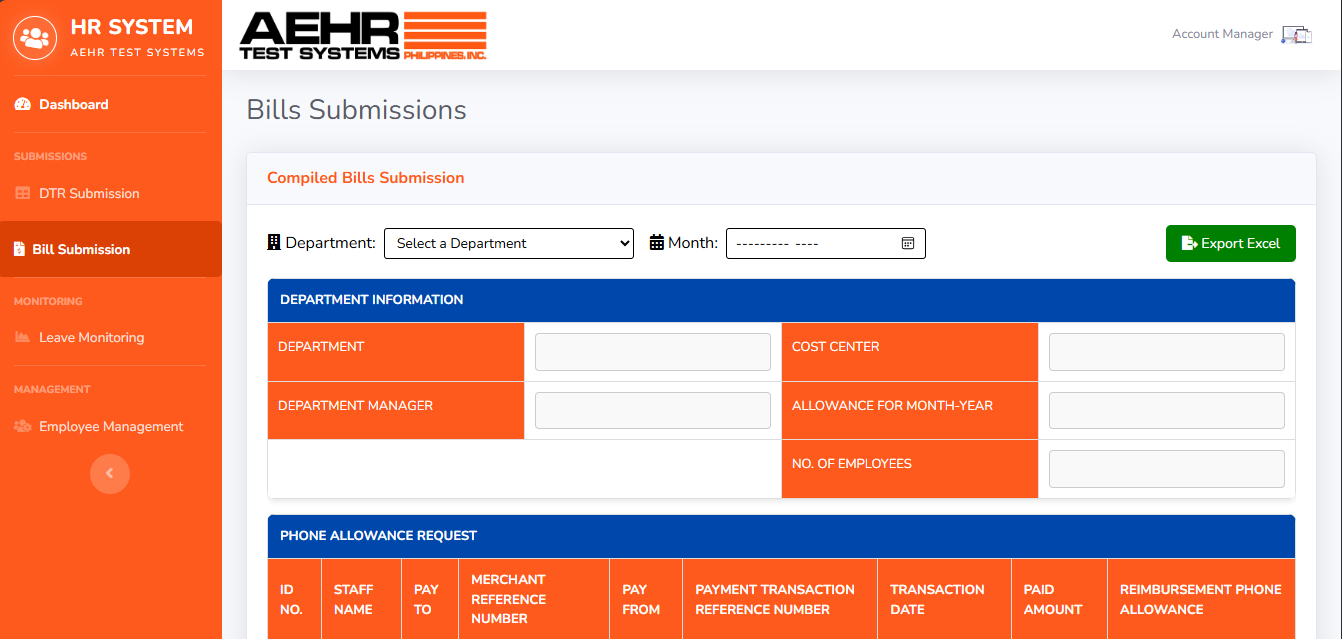 HR SYSTEM
AEHR TEST SYSTEMS
Dashboard
SUBMISSIONS
DTR Submission
Bill Submission
MONITORING
Leave Monitoring
MANAGEMENT
Employee Management
AEHR
TEST SYSTEMS PHILIPPINES, INC.
Account Manager
Bills Submissions
Compiled Bills Submission
Department: Select a Department Month: --------- ---- Export Excel
DEPARTMENT INFORMATION
DEPARTMENT COST CENTER
DEPARTMENT MANAGER ALLOWANCE FOR MONTH-YEAR
NO. OF EMPLOYEES
PHONE ALLOWANCE REQUEST
ID NO. STAFF NAME PAY TO MERCHANT REFERENCE NUMBER PAY FROM PAYMENT TRANSACTION REFERENCE NUMBER TRANSACTION DATE PAID AMOUNT REIMBURSEMENT PHONE ALLOWANCE